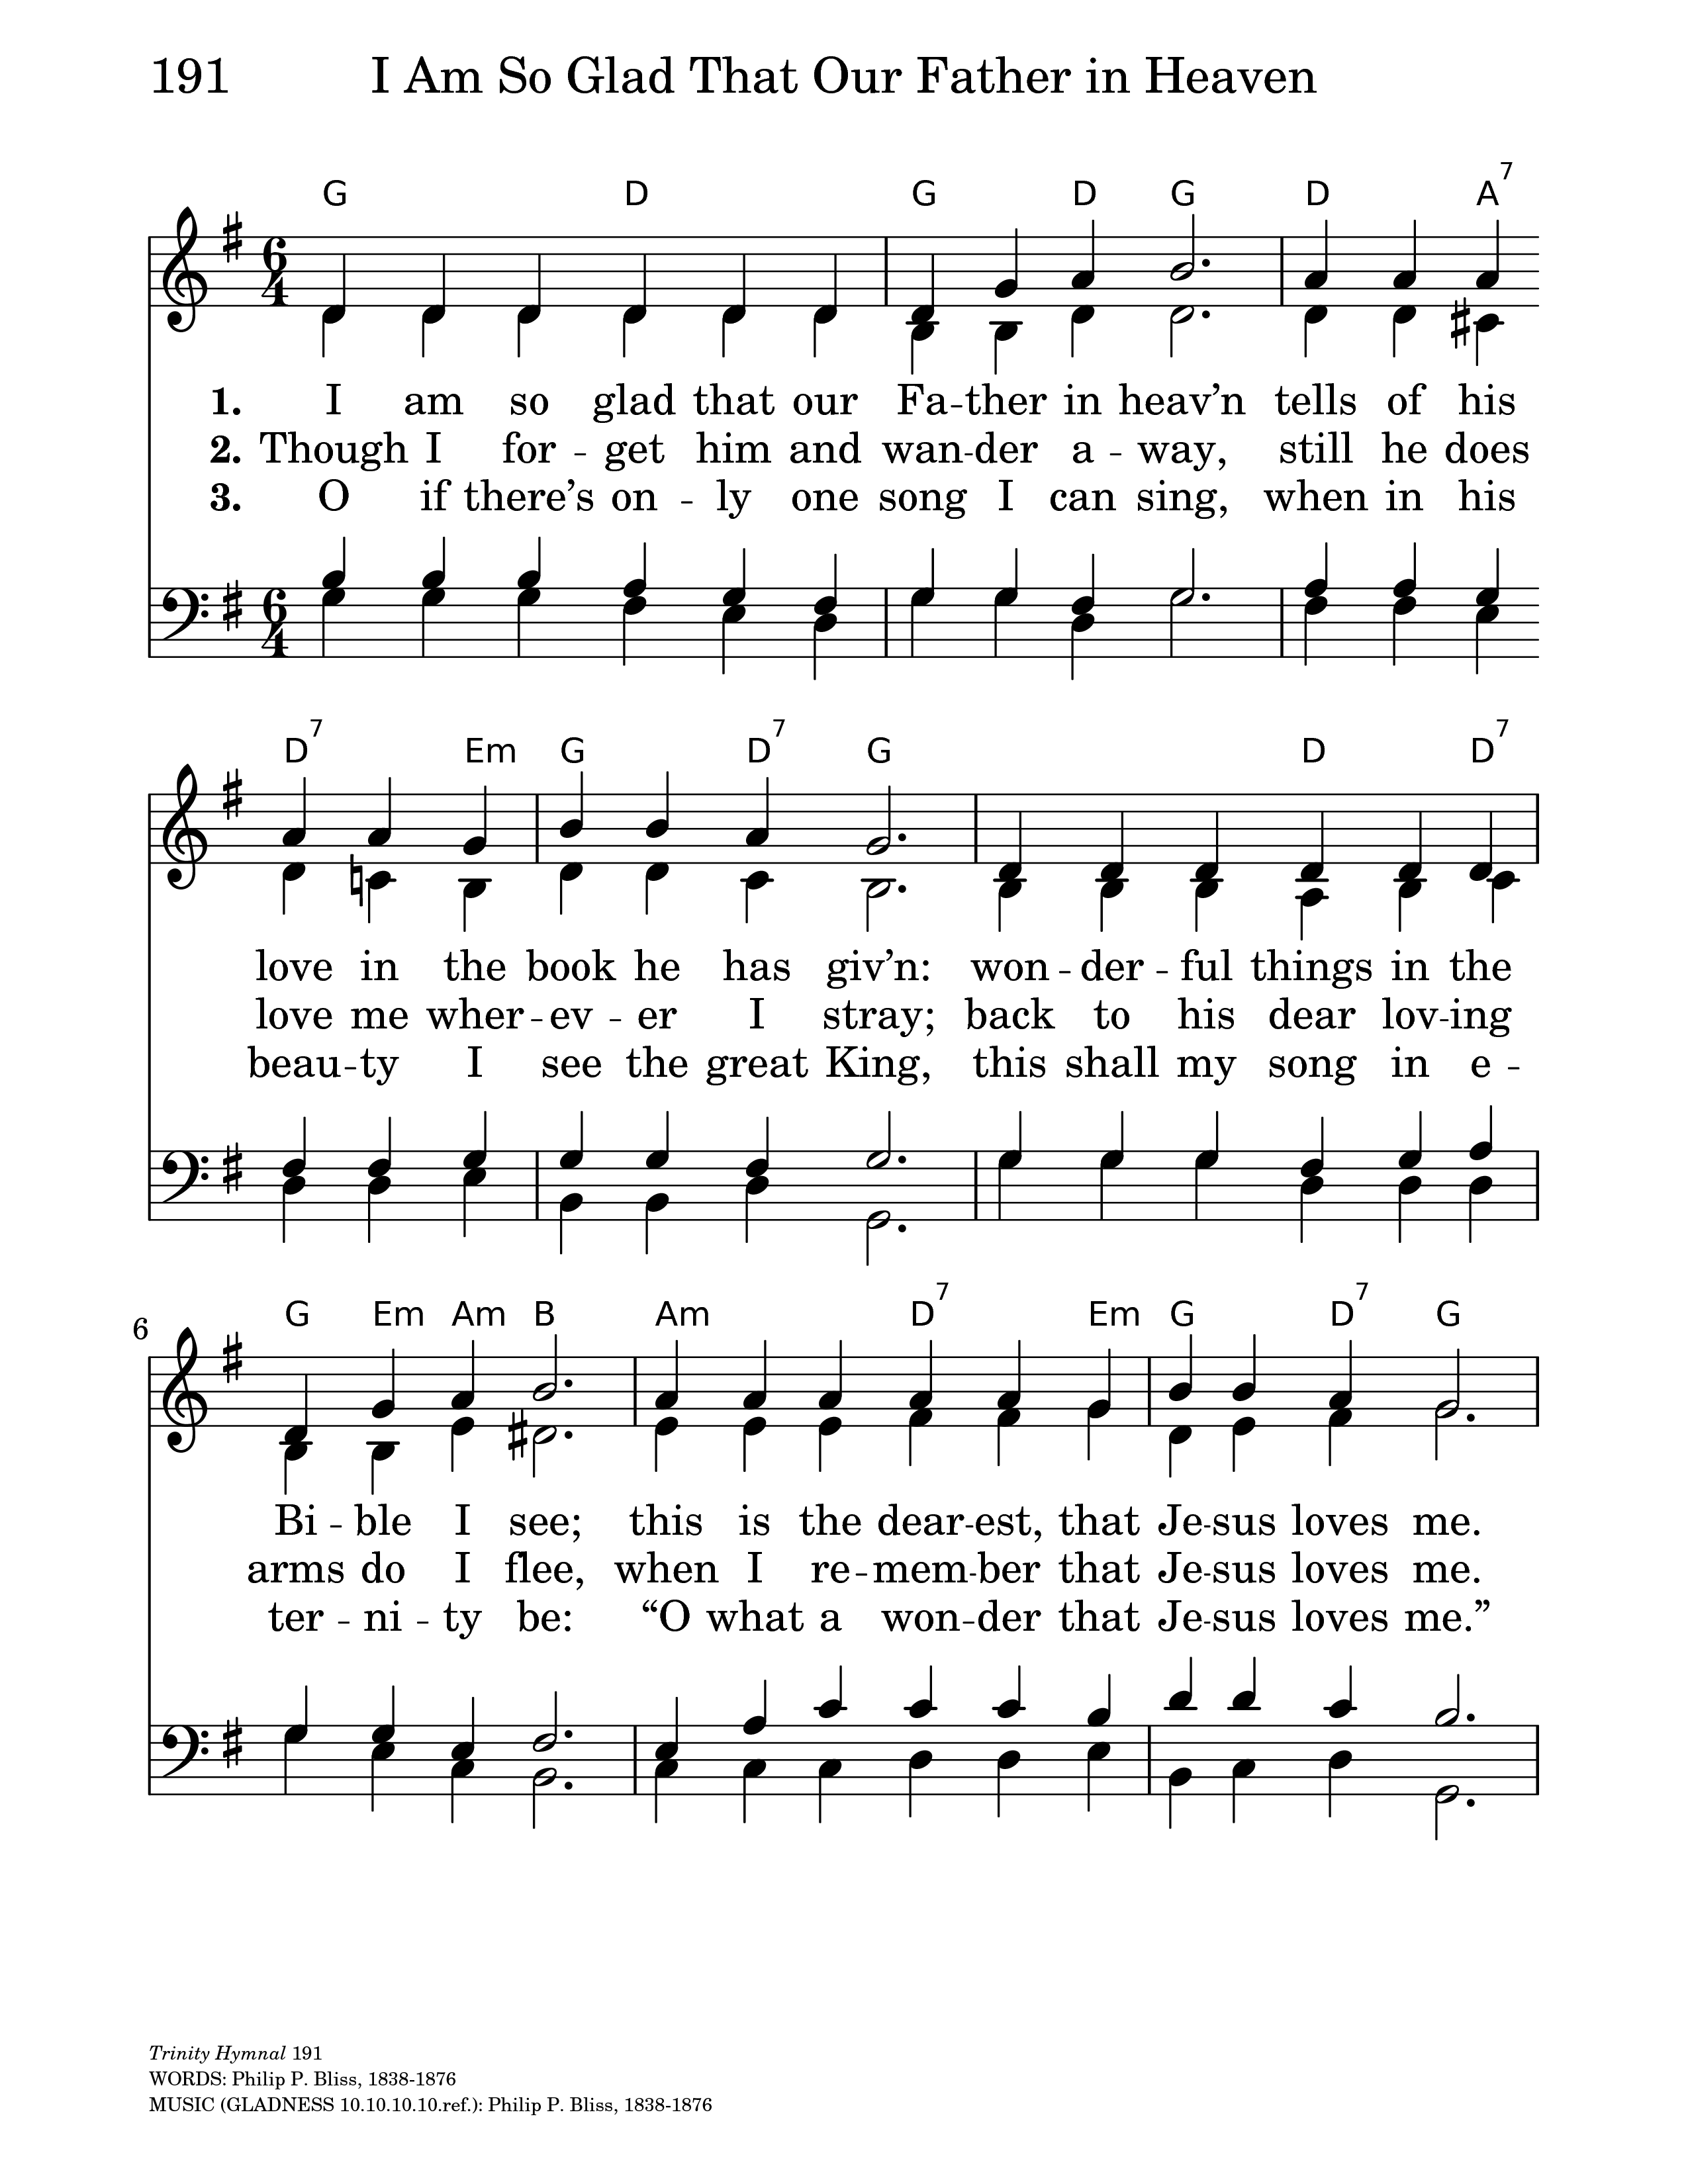 191 I Am So Glad That Our Father in Heaven
G D G D G D A7
6
4
1. I am so glad that our Fa -- ther in heav’n tells of his
2. Though I for -- get him and wan -- der a -- way, still he does
3. O if there’s on -- ly one song I can sing, when in his
6
4
D7 Em G D7 G D D7
love in the book he has giv’n: won -- der -- ful things in the
love me wher -- ev -- er I stray; back to his dear lov -- ing
beau -- ty I see the great King, this shall my song in e --
G Em Am B Am D7 Em G D7 G
6
Bi -- ble I see; this is the dear -- est, that Je -- sus loves me.
arms do I flee, when I re -- mem -- ber that Je -- sus loves me.
ter -- ni -- ty be: “O what a won -- der that Je -- sus loves me.”
Trinity Hymnal 191
WORDS: Philip P. Bliss, 1838-1876
MUSIC (GLADNESS 10.10.10.10.ref.): Philip P. Bliss, 1838-1876